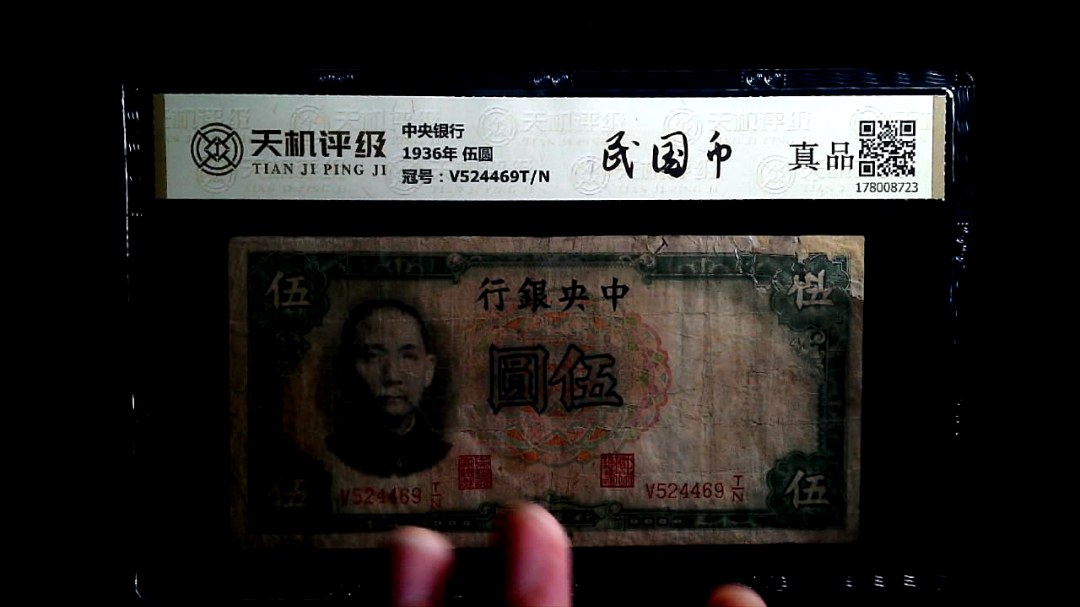 天机评级
TIAN JI PING JI
中央银行
1936年 伍圆
冠号：V524469T/N
民国币
真品
178008723
伍
伍
行銀央中
圓伍
V524469 T/N
V524469 T/N
伍
伍